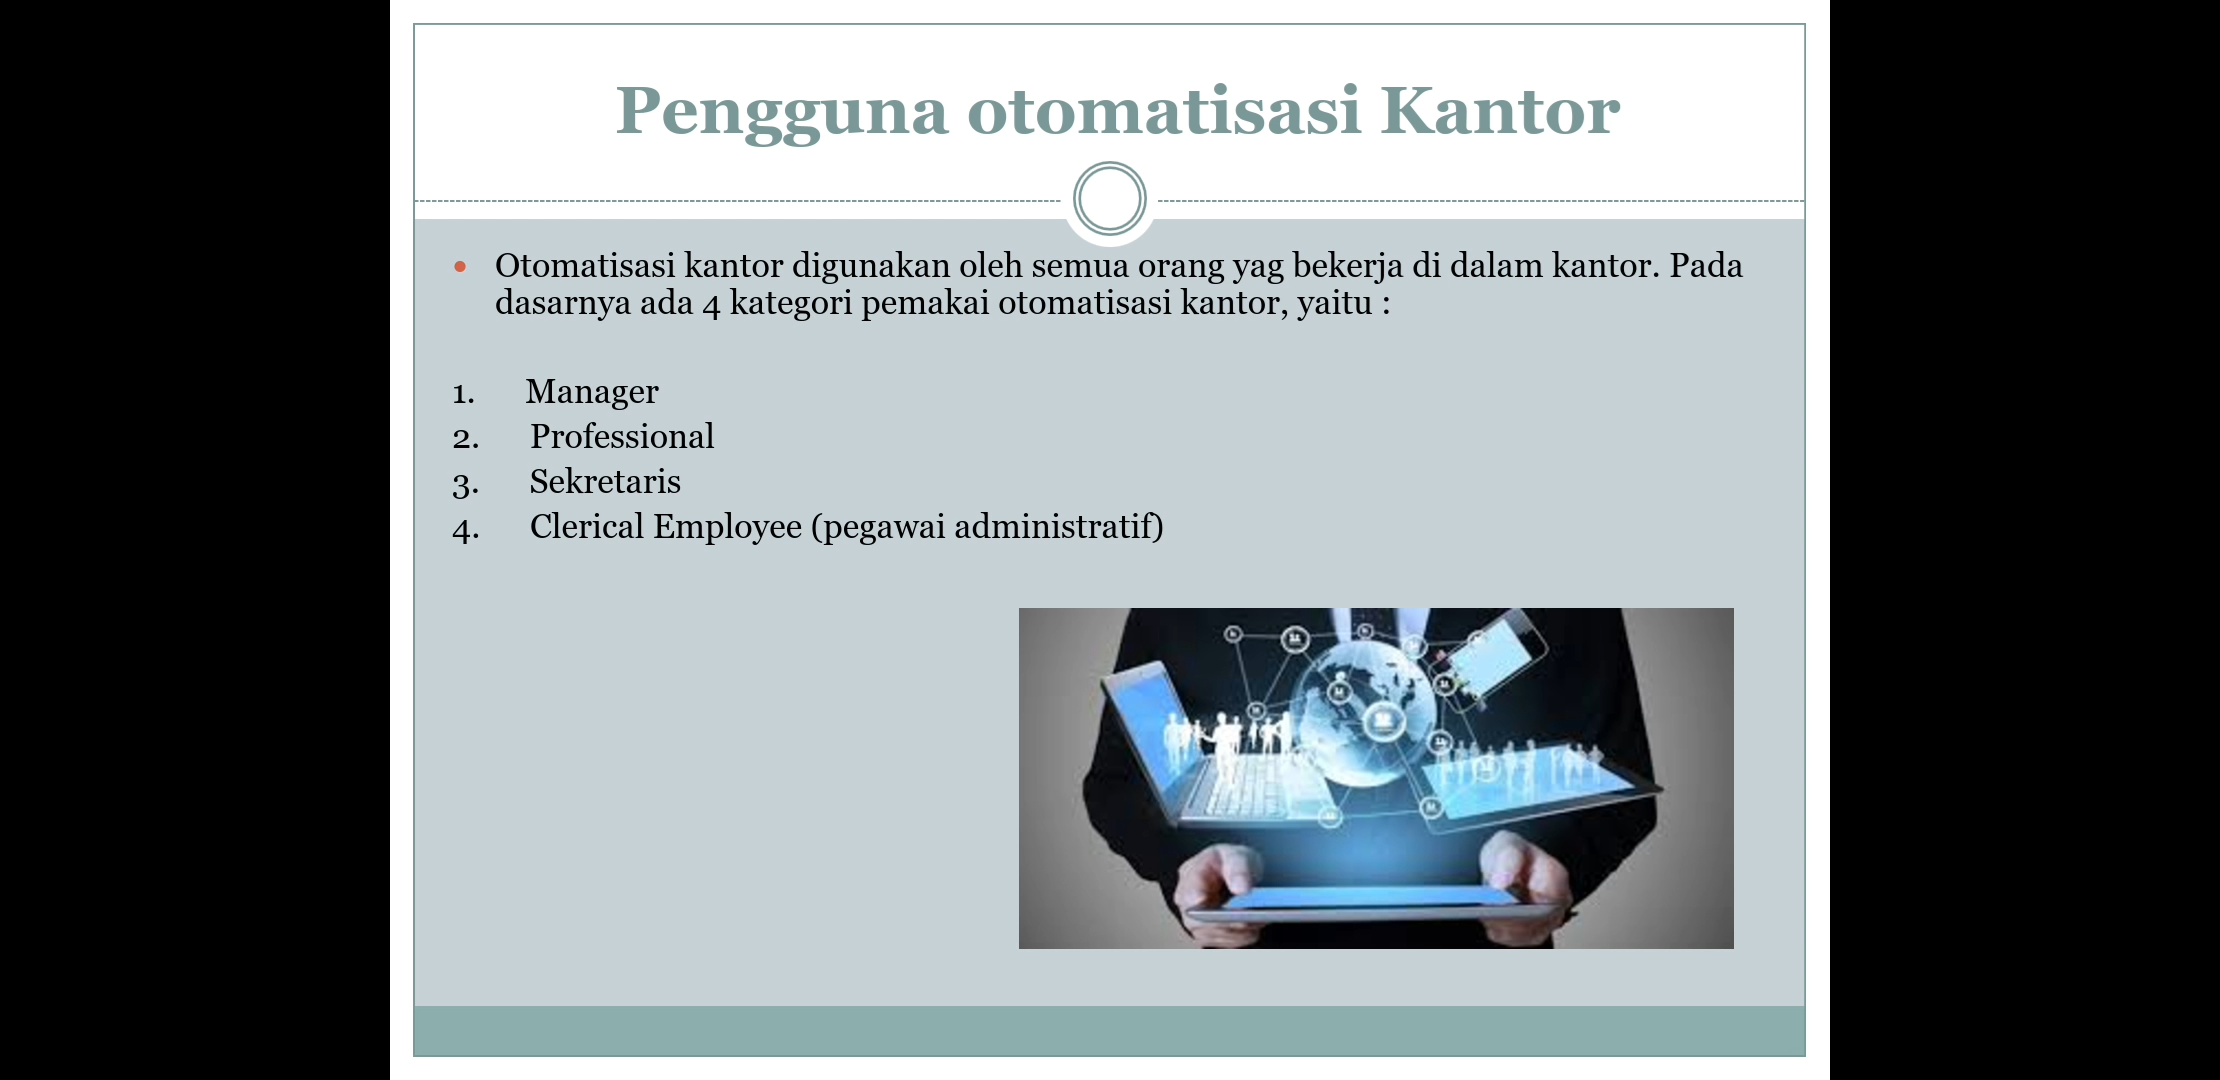 Pengguna otomatisasi Kantor
• Otomatisasi kantor digunakan oleh semua orang yag bekerja di dalam kantor. Pada
dasarnya ada 4 kategori pemakai otomatisasi kantor, yaitu :
1. Manager
2. Professional
3. Sekretaris
4. Clerical Employee (pegawai administratif)